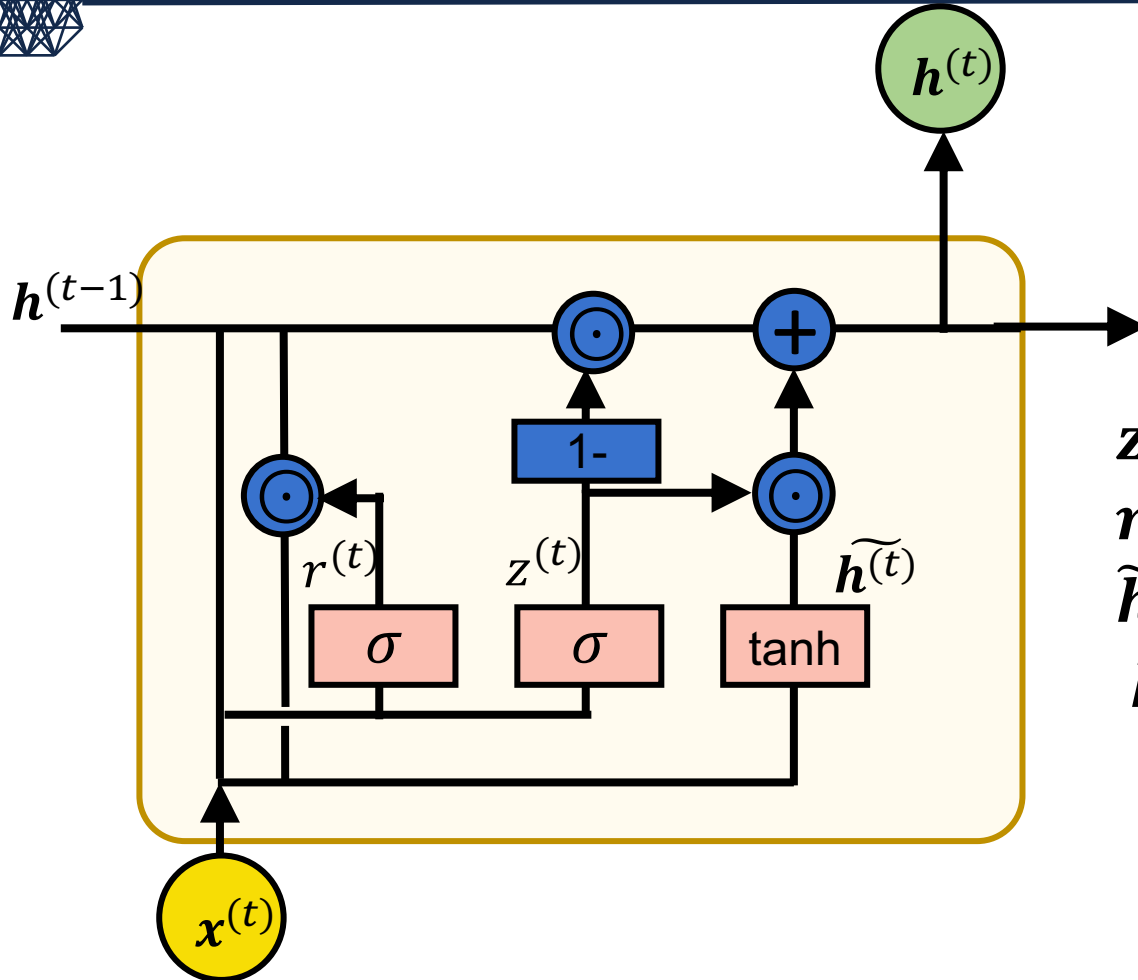 h^(t)
h^(t−1)
⊙
+
1-
z
⊙
⊙
r
r^(t)
z^(t)
h̃^(t)
h̃
σ
σ
tanh
x^(t)